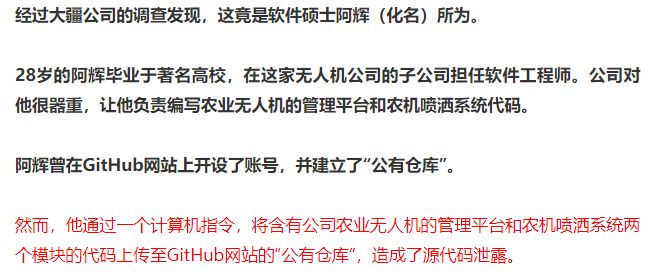 经过大疆公司的调查发现，这竟是软件硕士阿辉（化名）所为。
28岁的阿辉毕业于著名高校，在这家无人机公司的子公司担任软件工程师。公司对
他很器重，让他负责编写农业无人机的管理平台和农机喷洒系统代码。
阿辉曾在GitHub网站上开设了账号，并建立了“公有仓库”。
然而，他通过一个计算机指令，将含有公司农业无人机的管理平台和农机喷洒系统两
个模块的代码上传至GitHub网站的“公有仓库”，造成了源代码泄露。